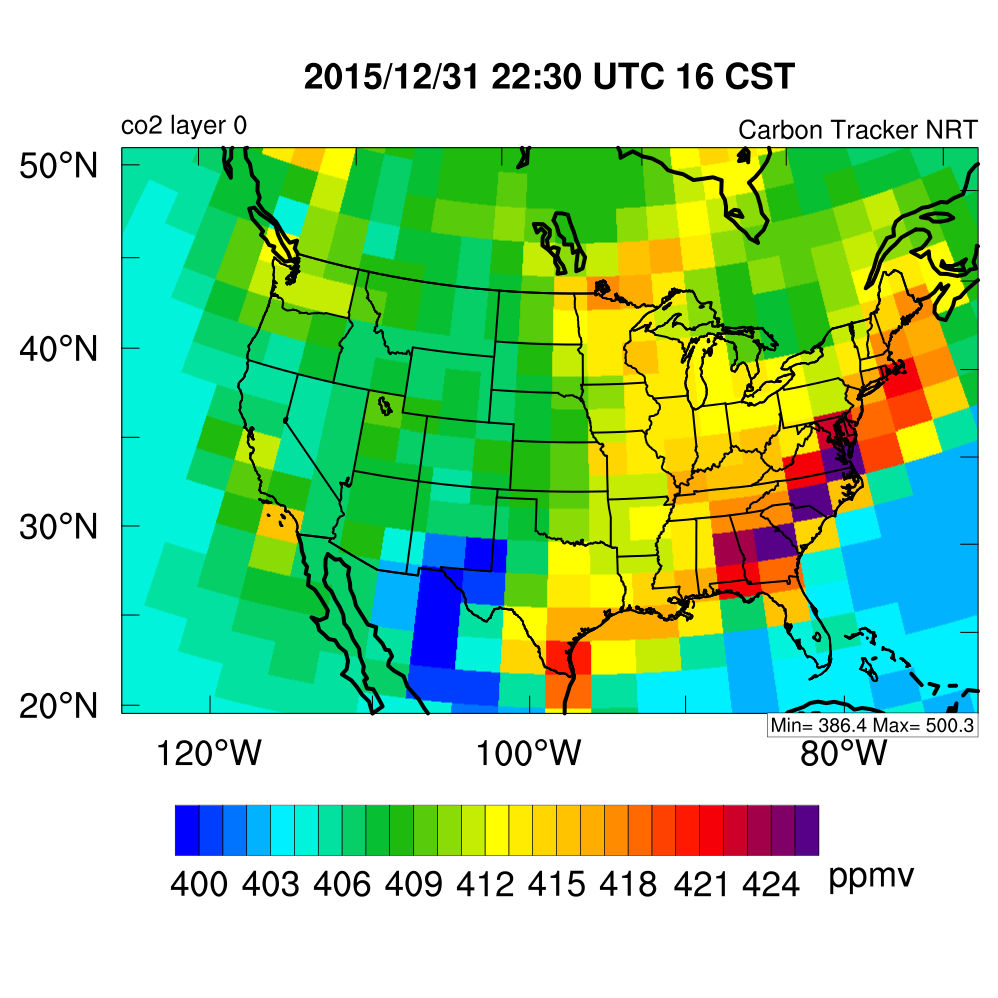 2015/12/31 22:30 UTC 16 CST
co2 layer 0
Carbon Tracker NRT
50°N
40°N
30°N
20°N
Min= 386.4 Max= 500.3
120°W 100°W 80°W
400 403 406 409 412 415 418 421 424 ppmv